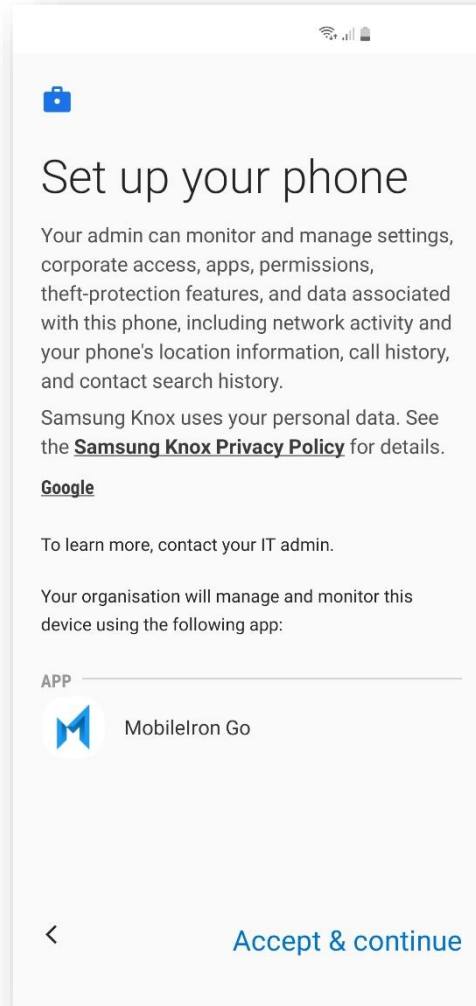 Set up your phone
Your admin can monitor and manage settings,
corporate access, apps, permissions,
theft-protection features, and data associated
with this phone, including network activity and
your phone's location information, call history,
and contact search history.
Samsung Knox uses your personal data. See
the Samsung Knox Privacy Policy for details.
Google
To learn more, contact your IT admin.
Your organisation will manage and monitor this
device using the following app:
APP
MobileIron Go
Accept & continue